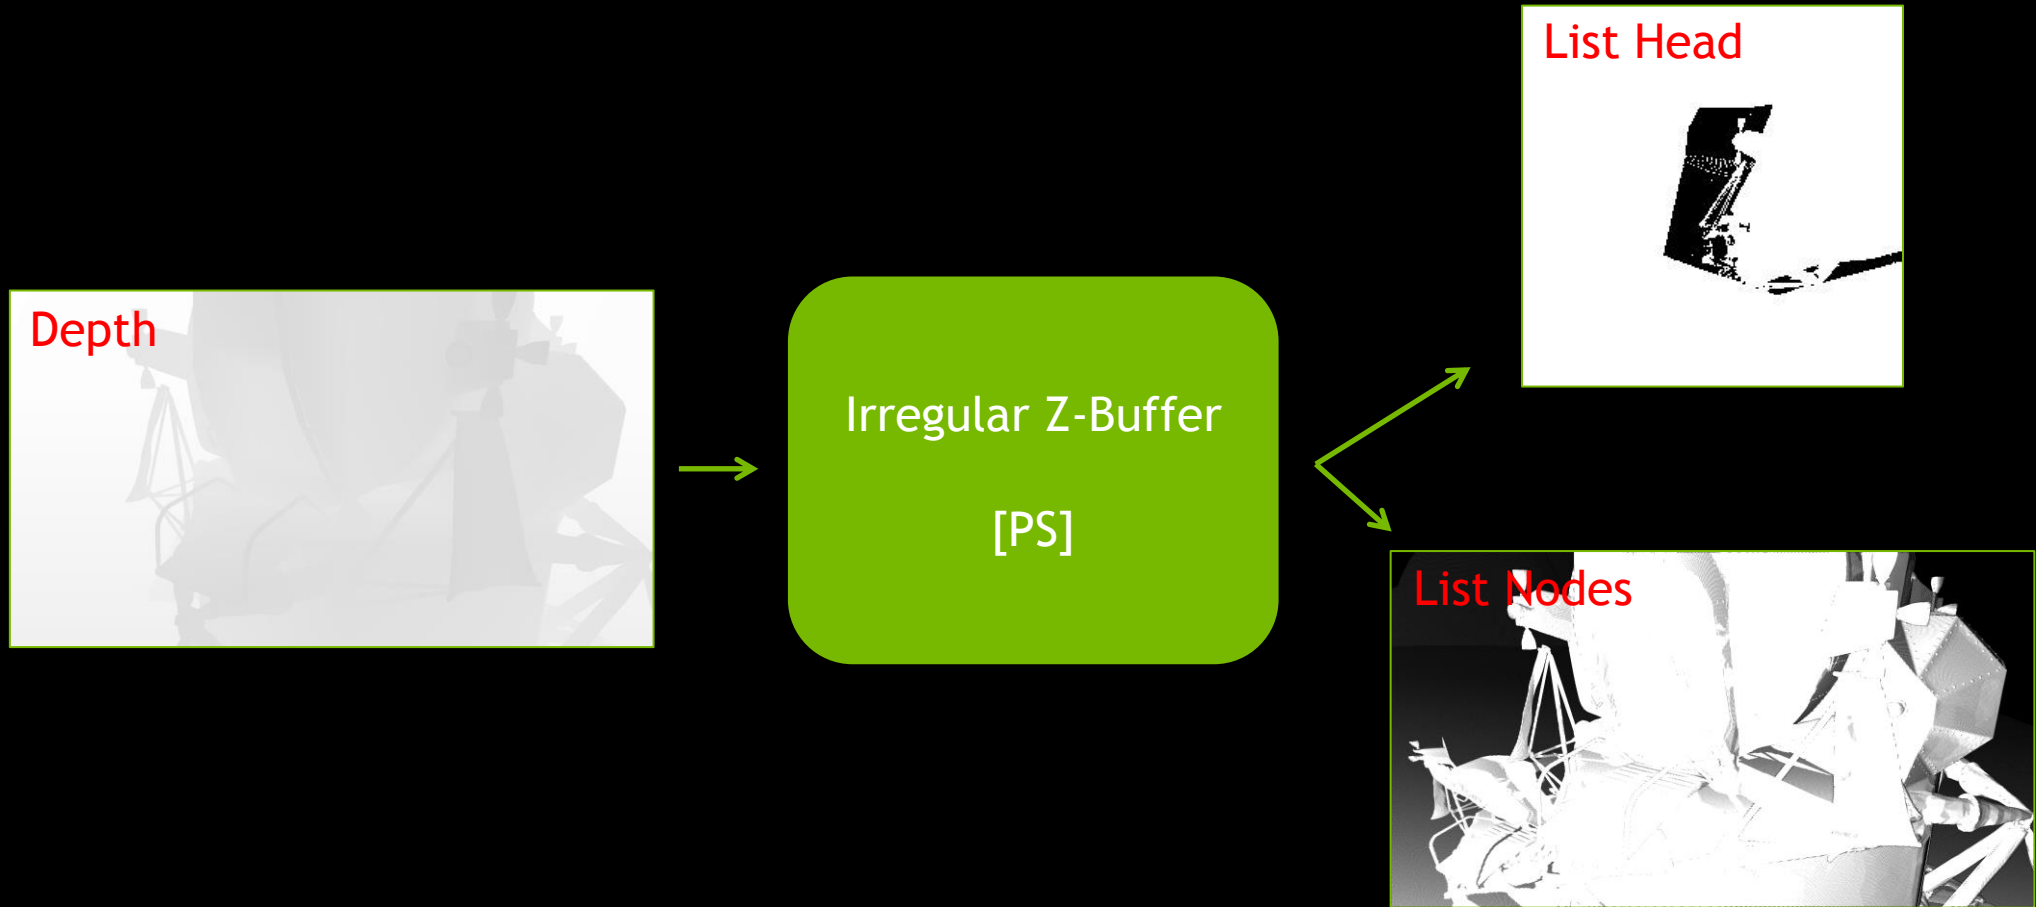 Depth
Irregular Z-Buffer
[PS]
List Head
List Nodes